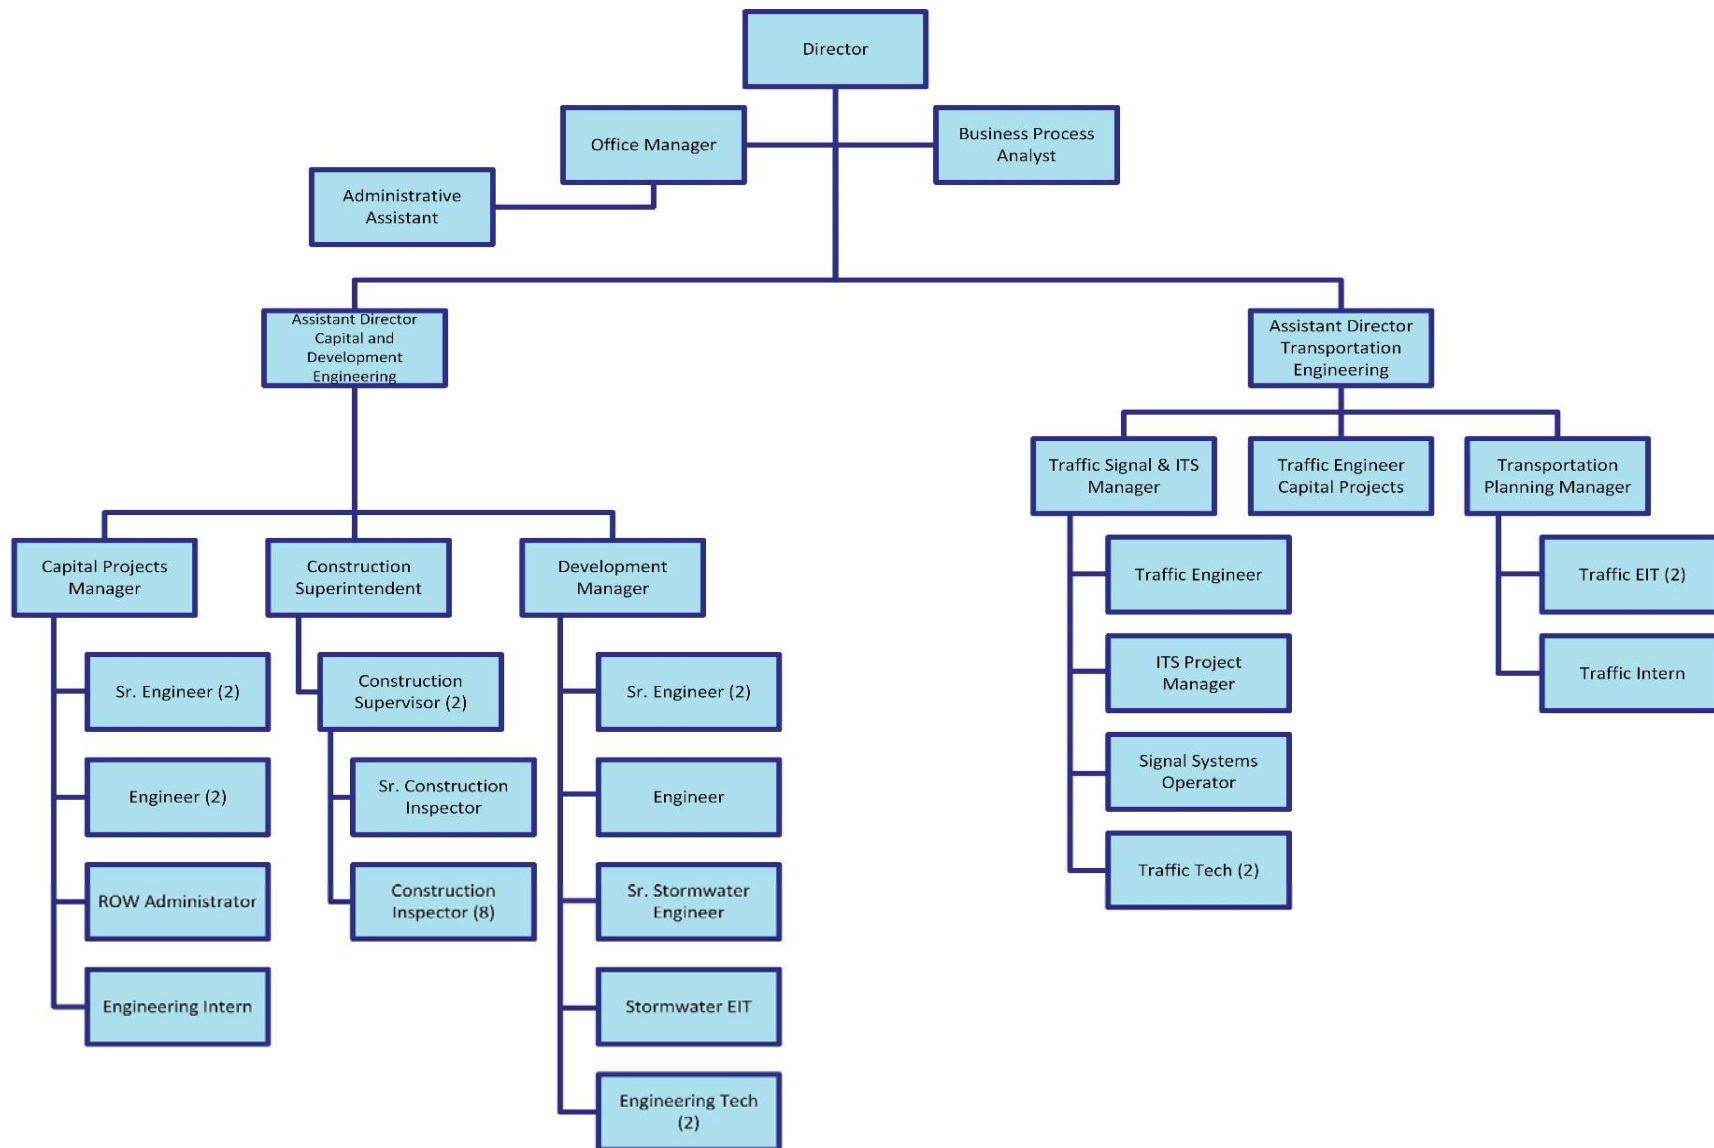 Director
Office Manager
Business Process
Analyst
Administrative
Assistant
Assistant Director
Capital and
Development
Engineering
Assistant Director
Transportation
Engineering
Traffic Signal & ITS
Manager
Traffic Engineer
Capital Projects
Transportation
Planning Manager
Capital Projects
Manager
Construction
Superintendent
Development
Manager
Traffic Engineer
Traffic EIT (2)
ITS Project
Manager
Traffic Intern
Signal Systems
Operator
Traffic Tech (2)
Sr. Engineer (2)
Engineer (2)
ROW Administrator
Engineering Intern
Construction
Supervisor (2)
Sr. Construction
Inspector
Construction
Inspector (8)
Sr. Engineer (2)
Engineer
Sr. Stormwater
Engineer
Stormwater EIT
Engineering Tech
(2)